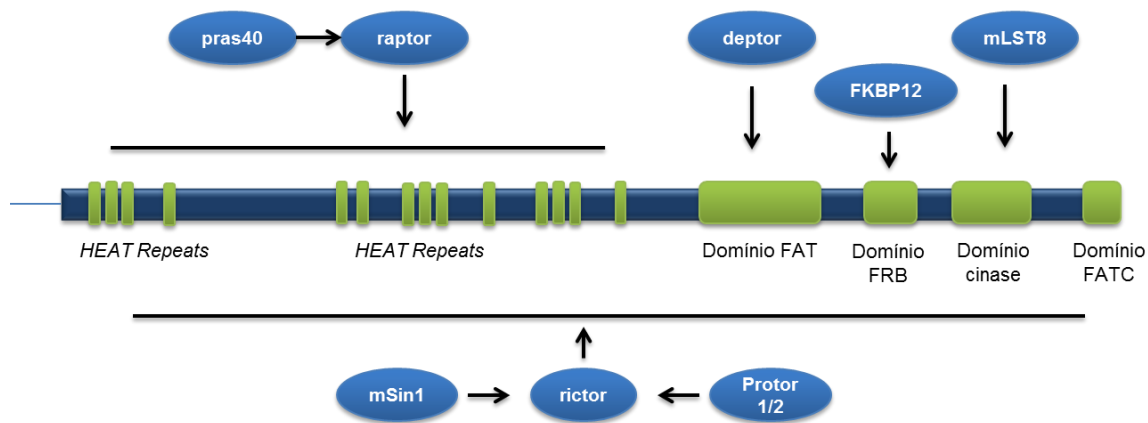 pras40
raptor
deptor
mLST8
FKBP12
HEAT Repeats
HEAT Repeats
Domínio FAT
Domínio
FRB
Domínio
cinase
Domínio
FATC
mSin1
rictor
Protor
1/2